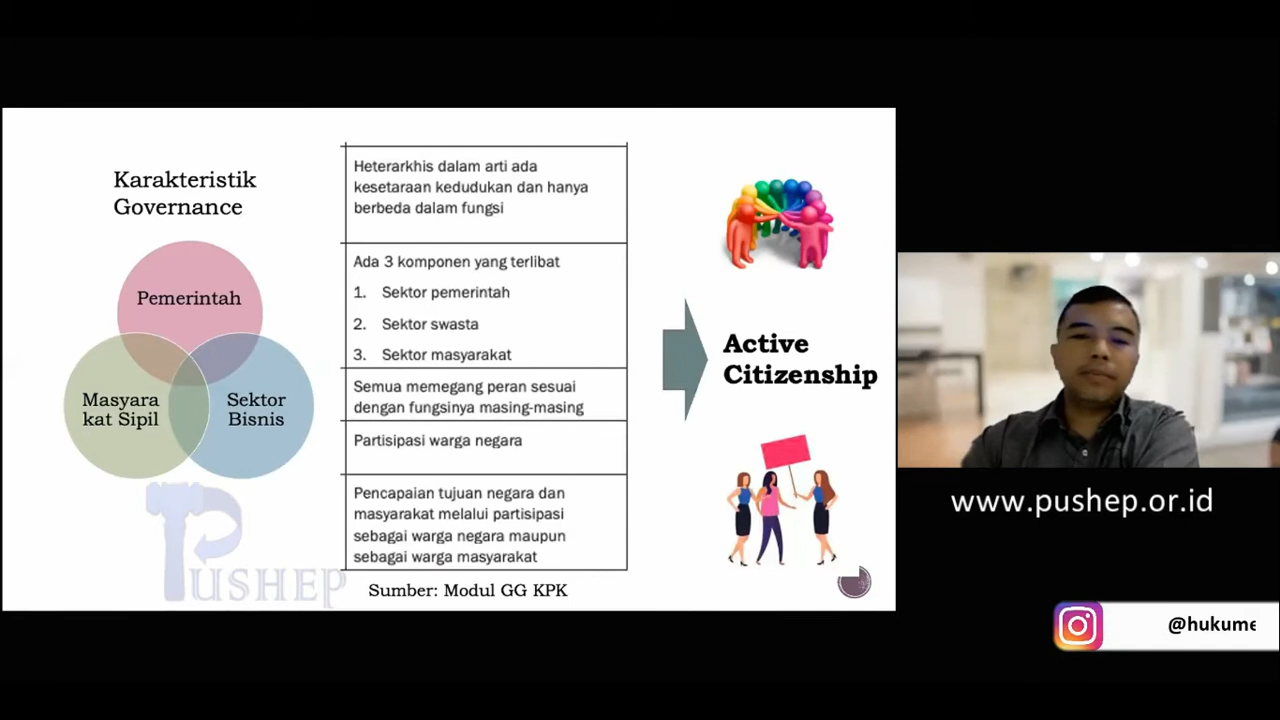 Karakteristik
Governance
Pemerintah
Masyara
kat Sipil
Sektor
Bisnis
PUSHEP
Heterarkhis dalam arti ada
kesetaraan kedudukan dan hanya
berbeda dalam fungsi
Ada 3 komponen yang terlibat
1. Sektor pemerintah
2. Sektor swasta
3. Sektor masyarakat
Semua memegang peran sesuai
dengan fungsinya masing-masing
Partisipasi warga negara
Pencapaian tujuan negara dan
masyarakat melalui partisipasi
sebagai warga negara maupun
sebagai warga masyarakat
Sumber: Modul GG KPK
Active
Citizenship
www.pushep.or.id
@hukume